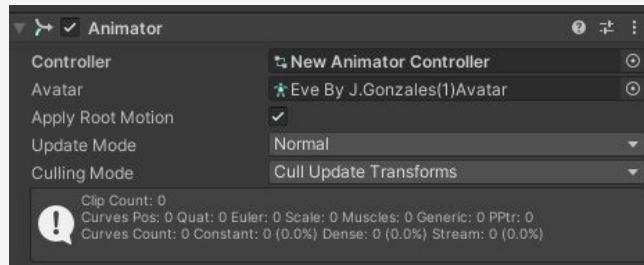 Animator
Controller New Animator Controller
Avatar Eve By J.Gonzales(1)Avatar
Apply Root Motion
Update Mode Normal
Culling Mode Cull Update Transforms
Clip Count: 0
Curves Pos: 0 Quat: 0 Euler: 0 Scale: 0 Muscles: 0 Generic: 0 PPtr: 0
Curves Count: 0 Constant: 0 (0.0%) Dense: 0 (0.0%) Stream: 0 (0.0%)